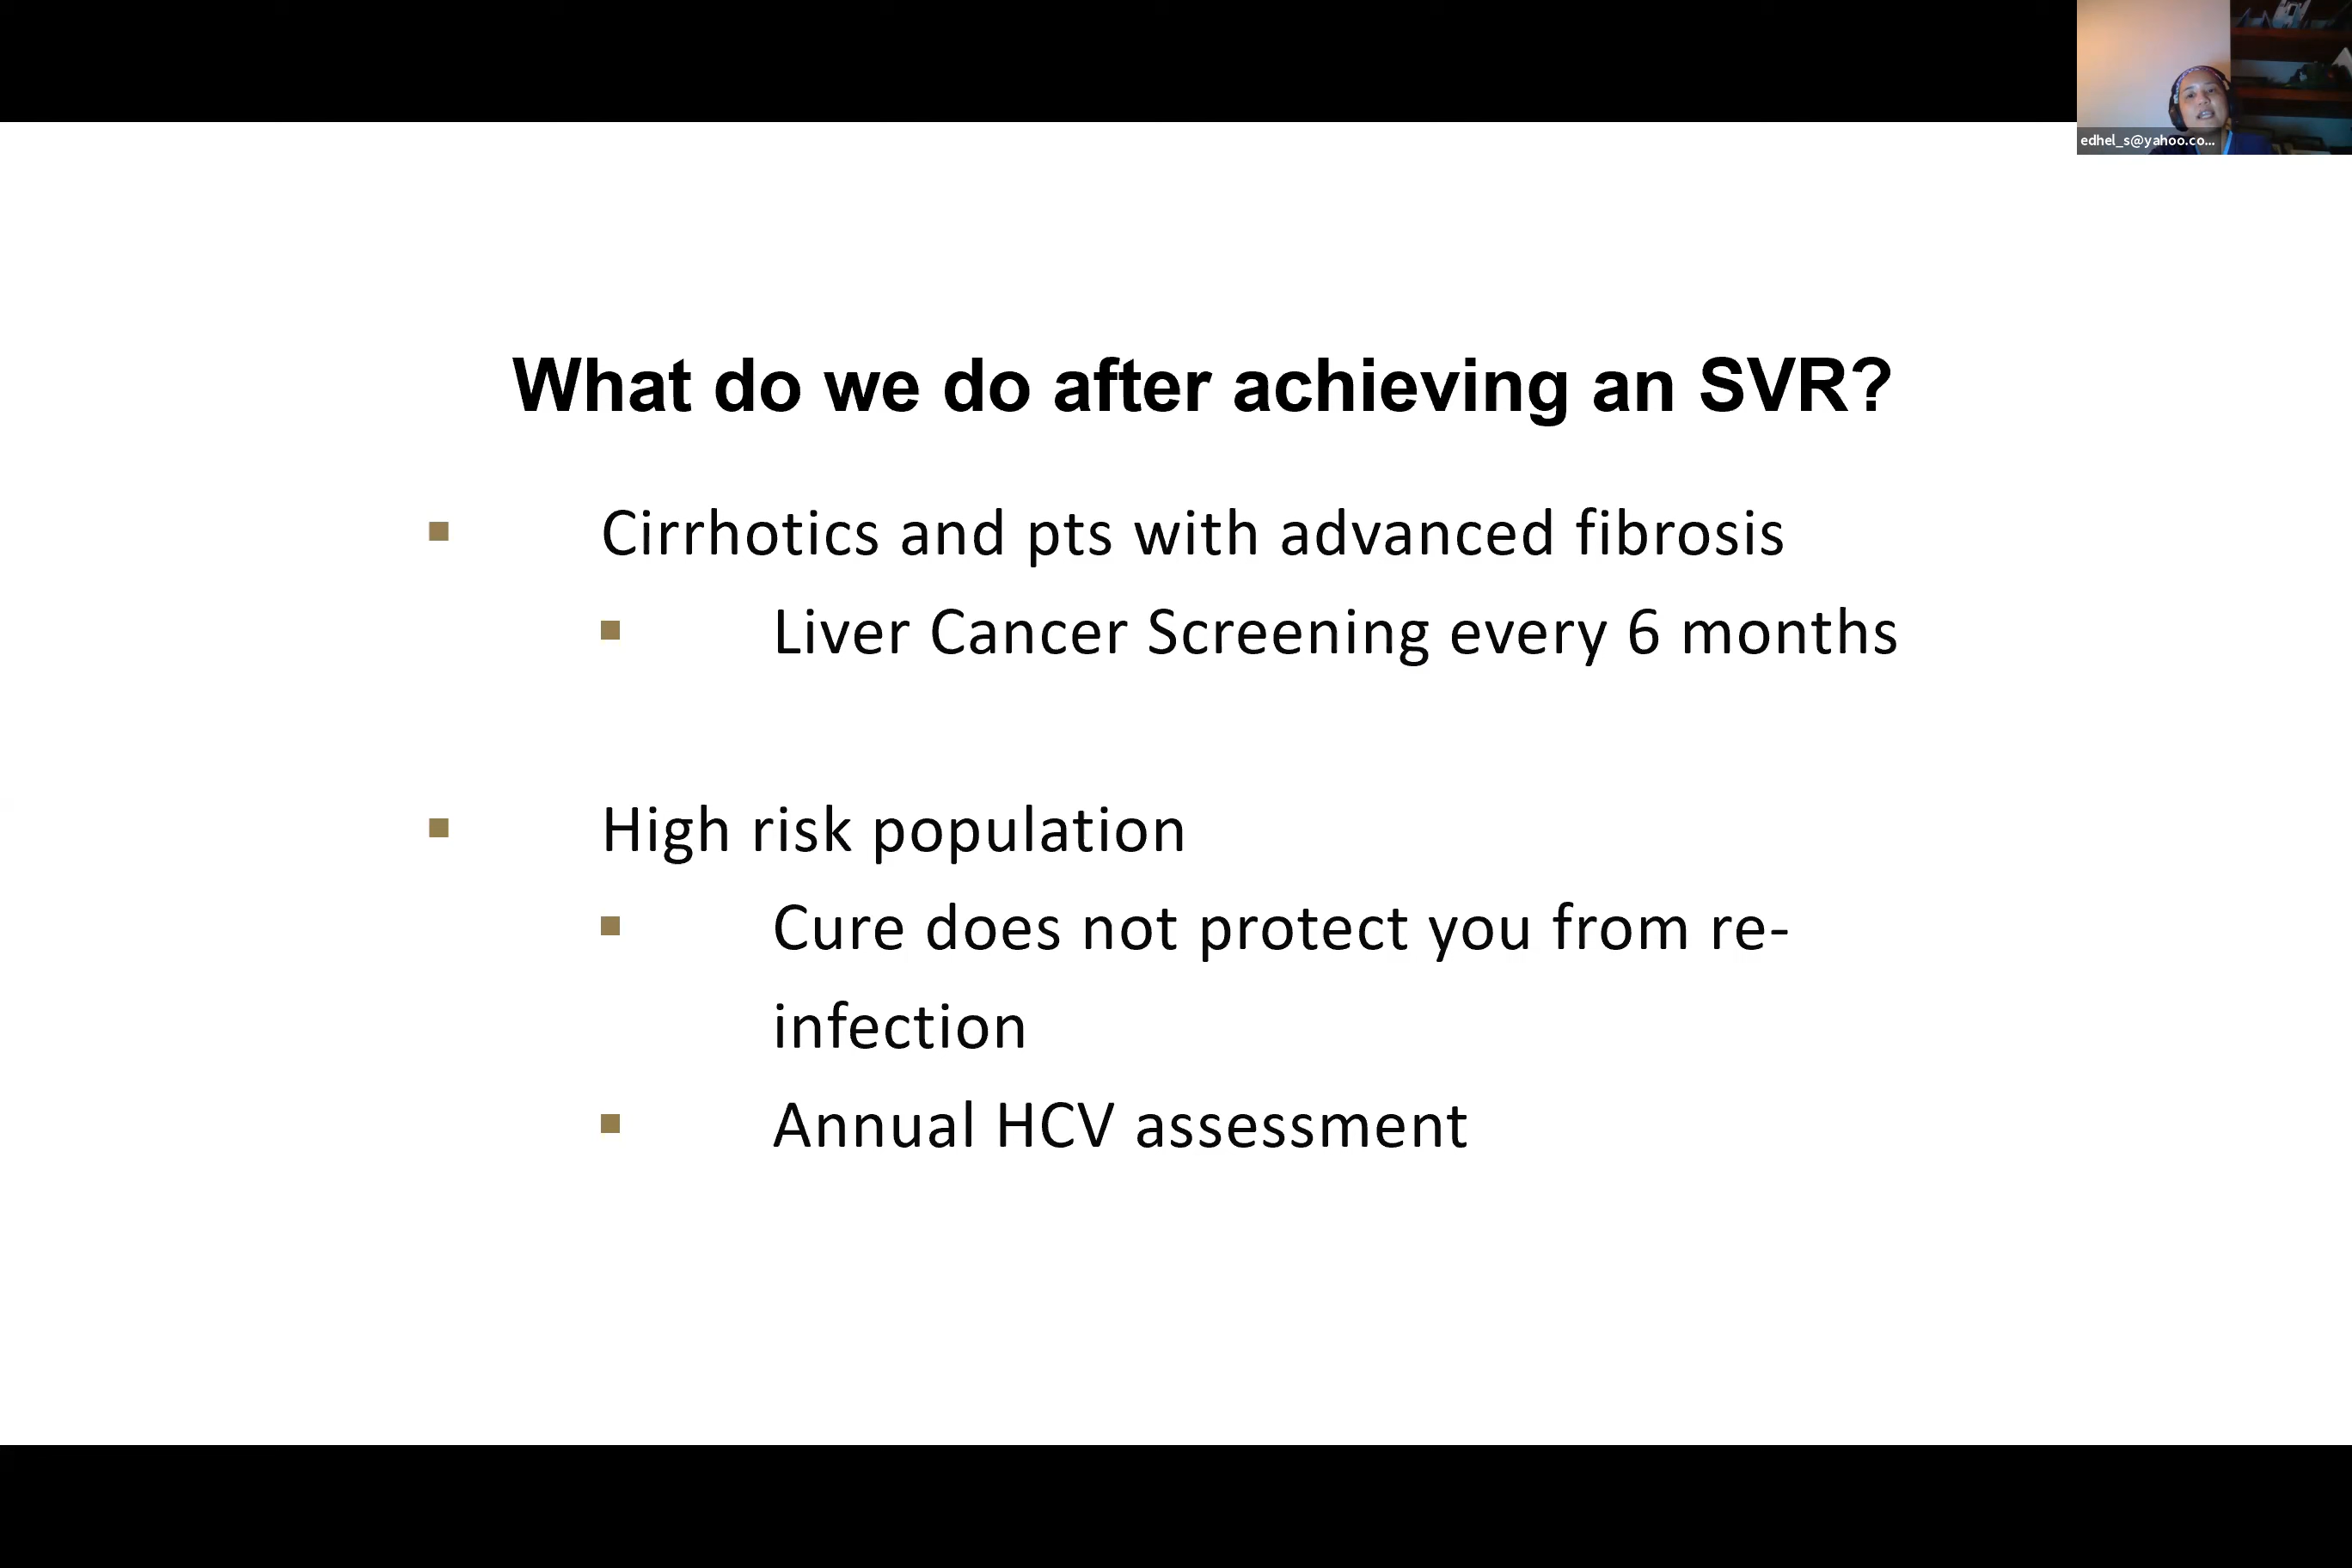 edhel_s@yahoo.co...
What do we do after achieving an SVR?
Cirrhotics and pts with advanced fibrosis
Liver Cancer Screening every 6 months
High risk population
Cure does not protect you from re-
infection
Annual HCV assessment